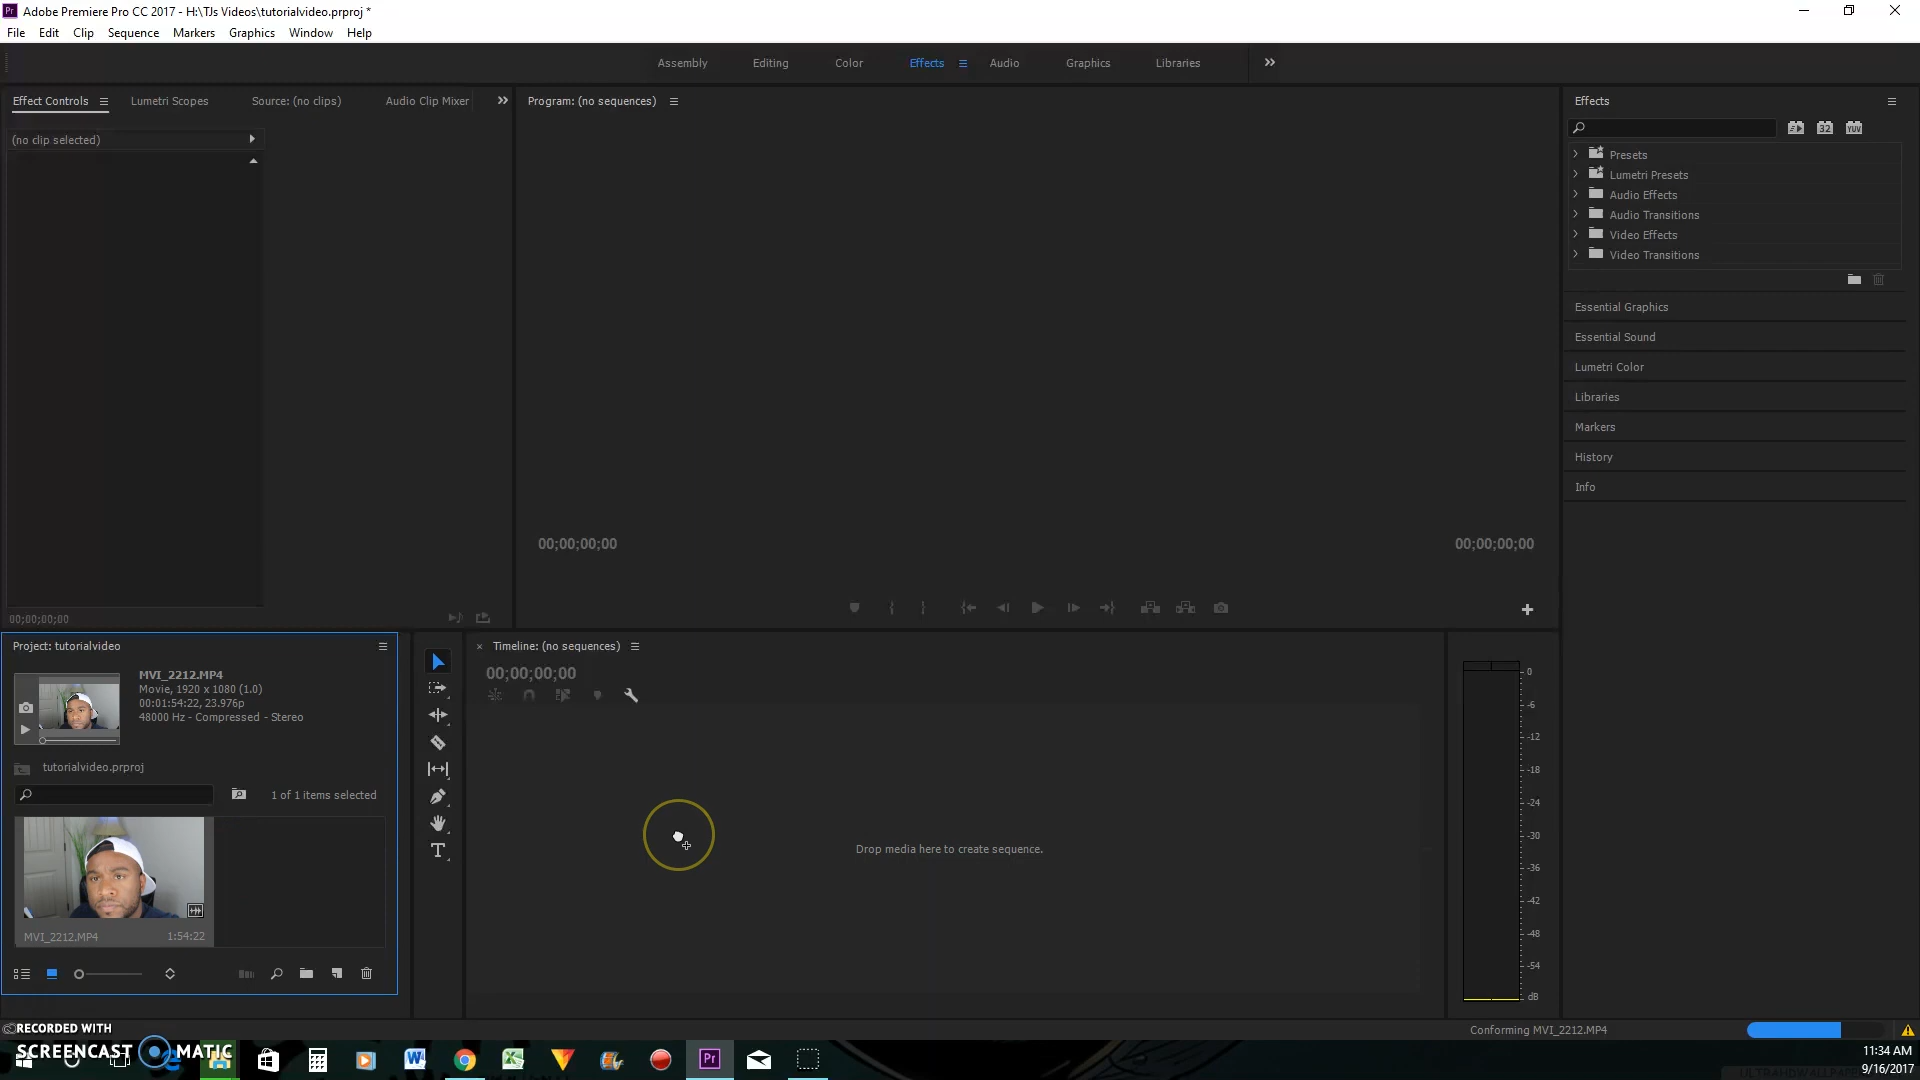 Adobe Premiere Pro CC 2017 - H:\TJs Videos\tutorialvideo.prproj *
File Edit Clip Sequence Markers Graphics Window Help
Assembly Editing Color Effects Audio Graphics Libraries
Effect Controls Lumetri Scopes Source: (no clips) Audio Clip Mixer
Program: (no sequences)
Effects
(no clip selected)
32 YUV
Presets
Lumetri Presets
Audio Effects
Audio Transitions
Video Effects
Video Transitions
Essential Graphics
Essential Sound
Lumetri Color
Libraries
Markers
History
Info
00;00;00;00 00;00;00;00
00;00;00;00
Project: tutorialvideo
MVI_2212.MP4
Movie, 1920 x 1080 (1.0)
00:01:54:22, 23.976p
48000 Hz - Compressed - Stereo
tutorialvideo.prproj
1 of 1 items selected
MVI_2212.MP4 1:54:22
Timeline: (no sequences)
00;00;00;00
Drop media here to create sequence.
0
-6
-12
-18
-24
-30
-36
-42
-48
-54
dB
Conforming MVI_2212.MP4
RECORDED WITH
SCREENCAST MATIC
Pr
11:34 AM
9/16/2017